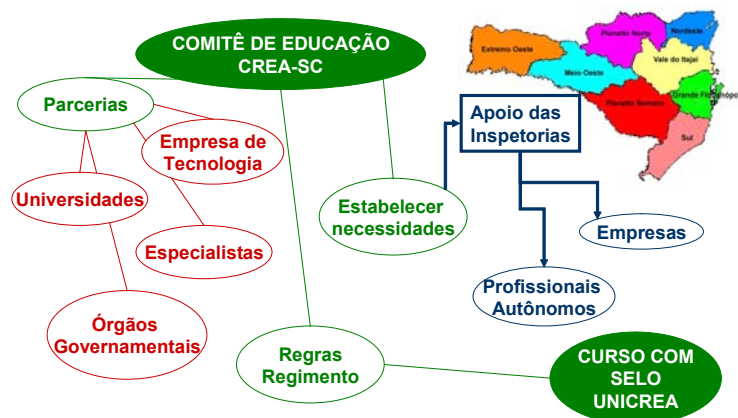 COMITÊ DE EDUCAÇÃO
CREA-SC
Parcerias
Empresa de
Tecnologia
Universidades
Especialistas
Órgãos
Governamentais
Estabelecer
necessidades
Regras
Regimento
CURSO COM
SELO
UNICREA
Apoio das
Inspetorias
Empresas
Profissionais
Autônomos
Extremo Oeste
Meio Oeste
Planalto Norte
Nordeste
Vale do Itajaí
Planalto Serrano
Sul